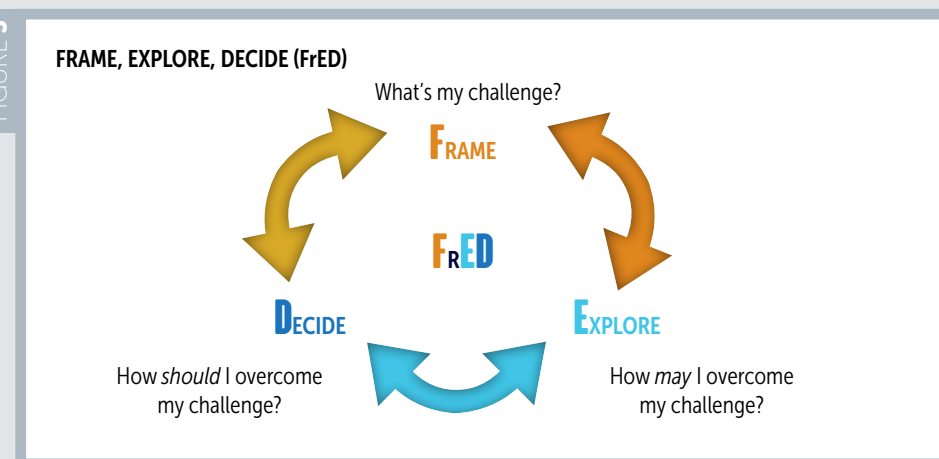 FIGURE
FRAME, EXPLORE, DECIDE (FrED)
What's my challenge?
FRAME
FRED
DECIDE
EXPLORE
How should I overcome
my challenge?
How may I overcome
my challenge?